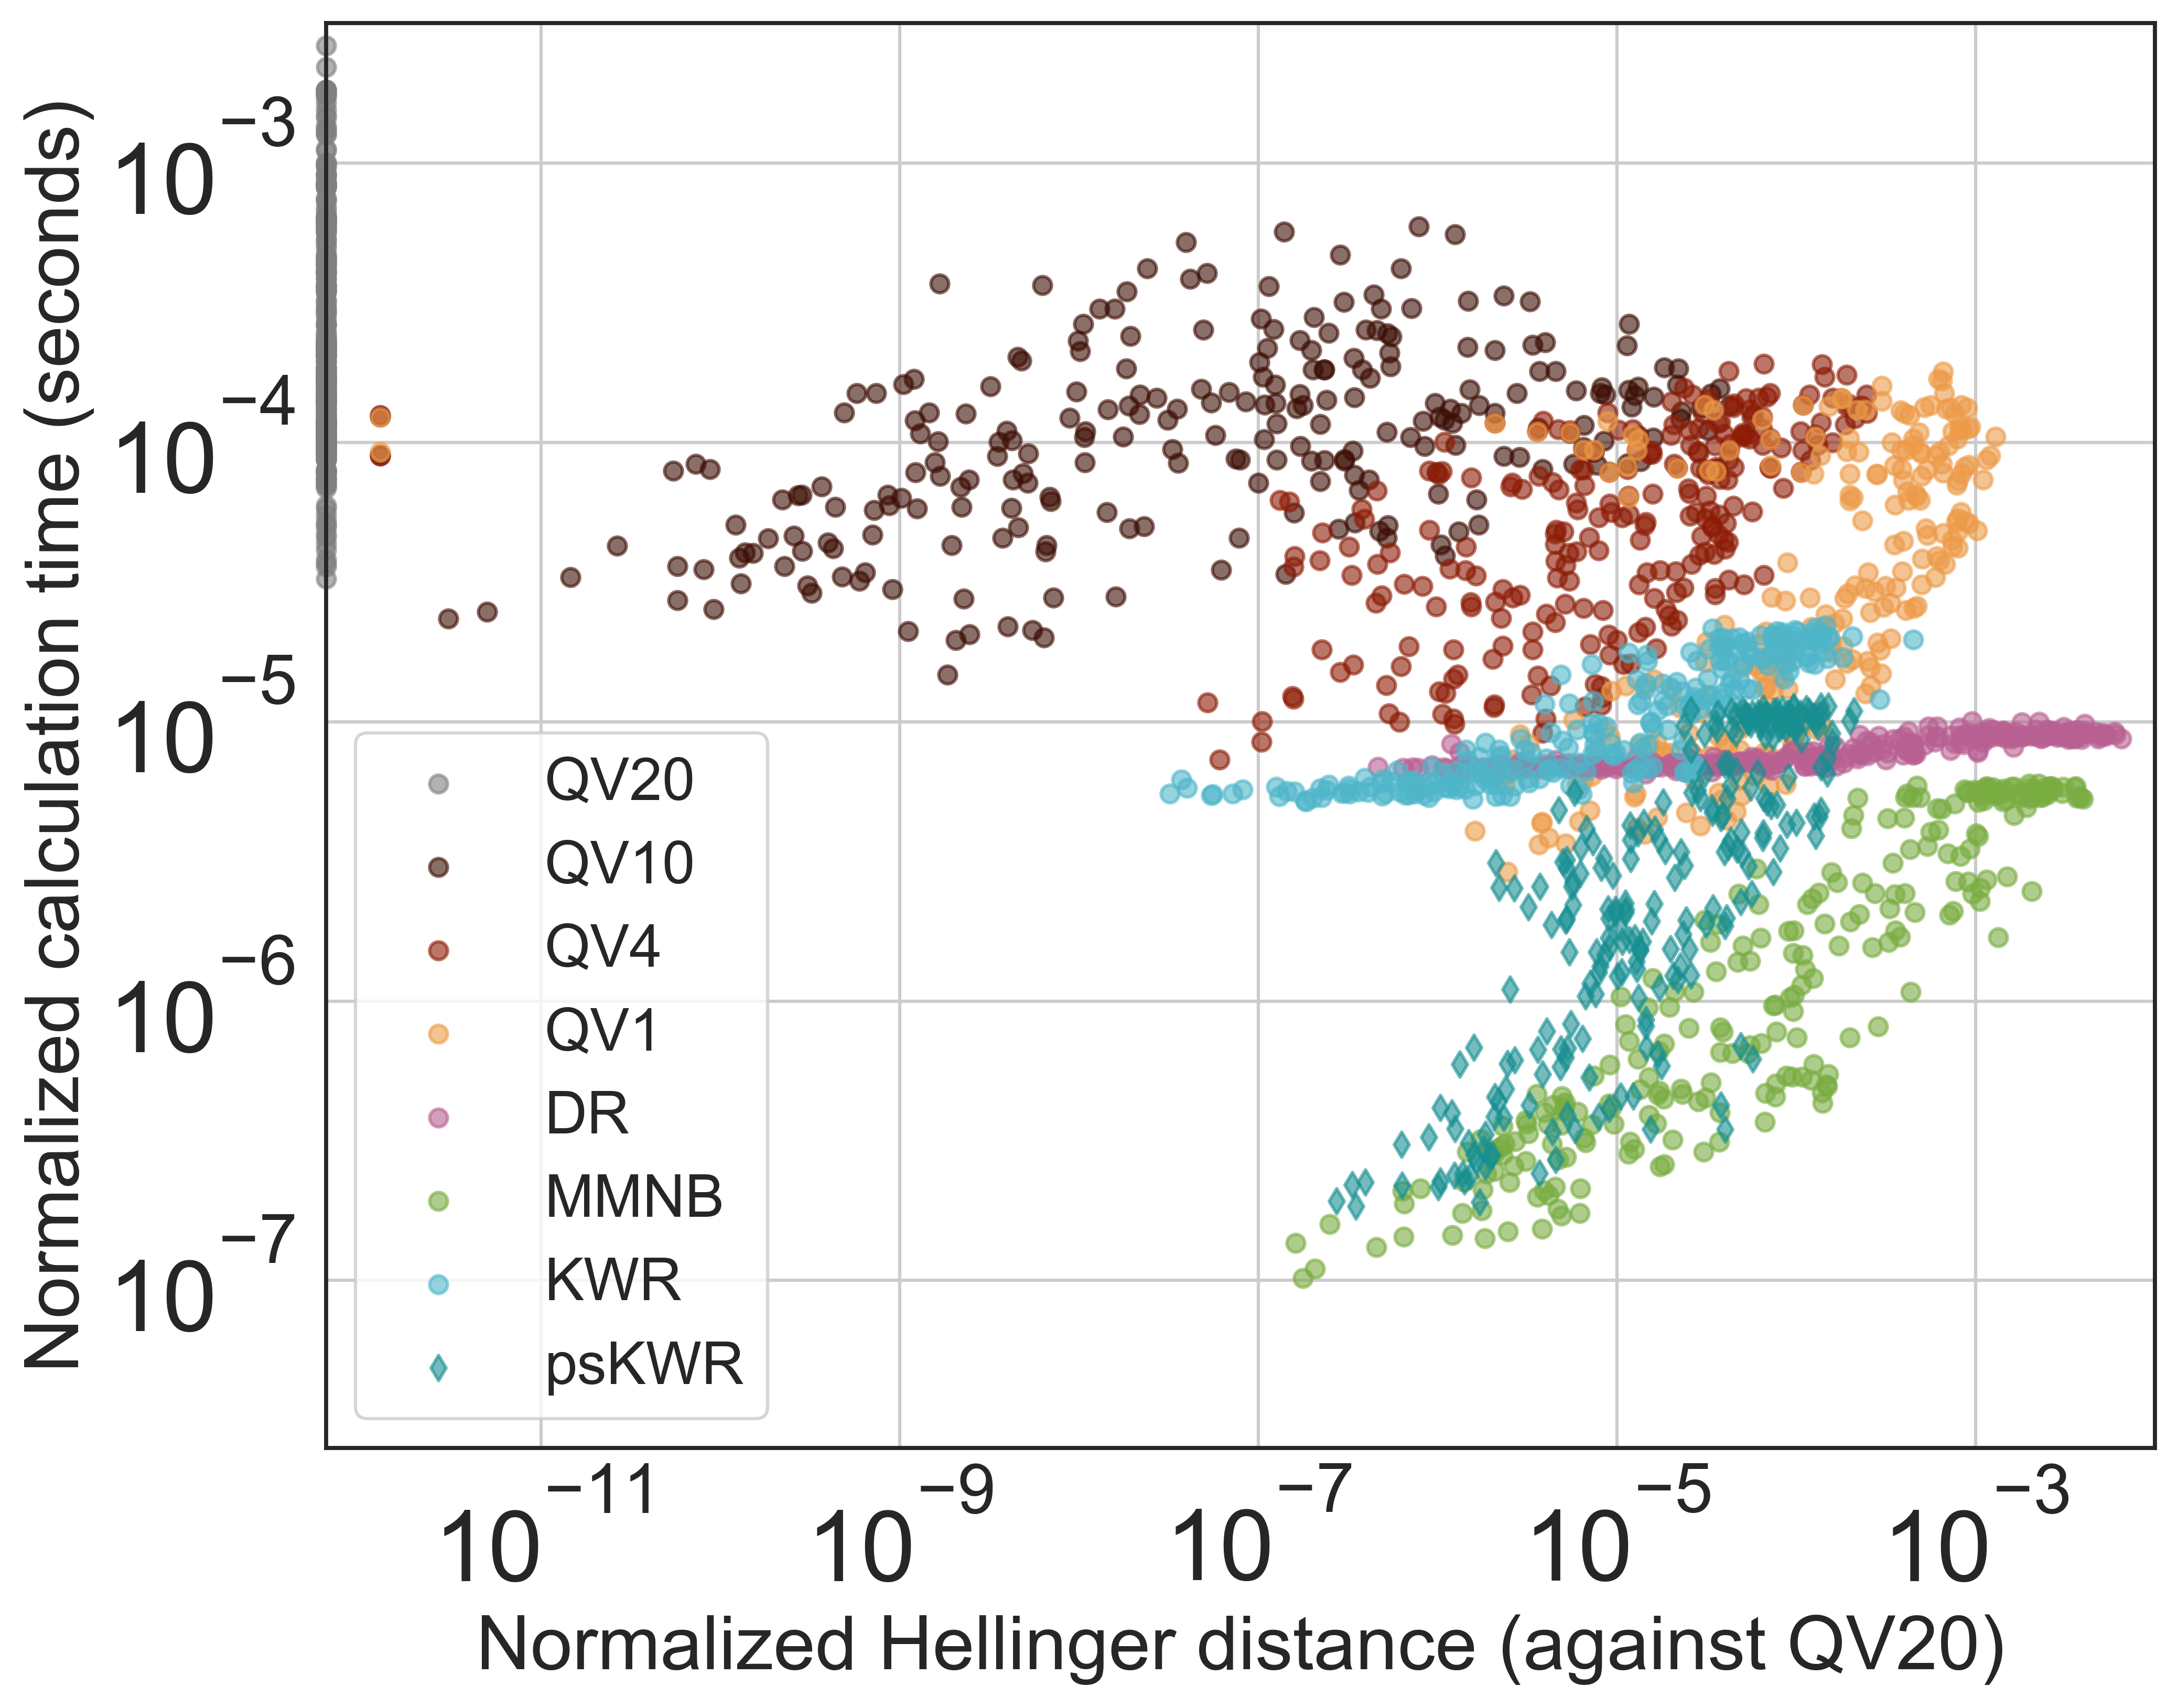 Normalized calculation time (seconds)
10−3
10−4
10−5
10−6
10−7
QV20
QV10
QV4
QV1
DR
MMNB
KWR
psKWR
10−11 10−9 10−7 10−5 10−3
Normalized Hellinger distance (against QV20)